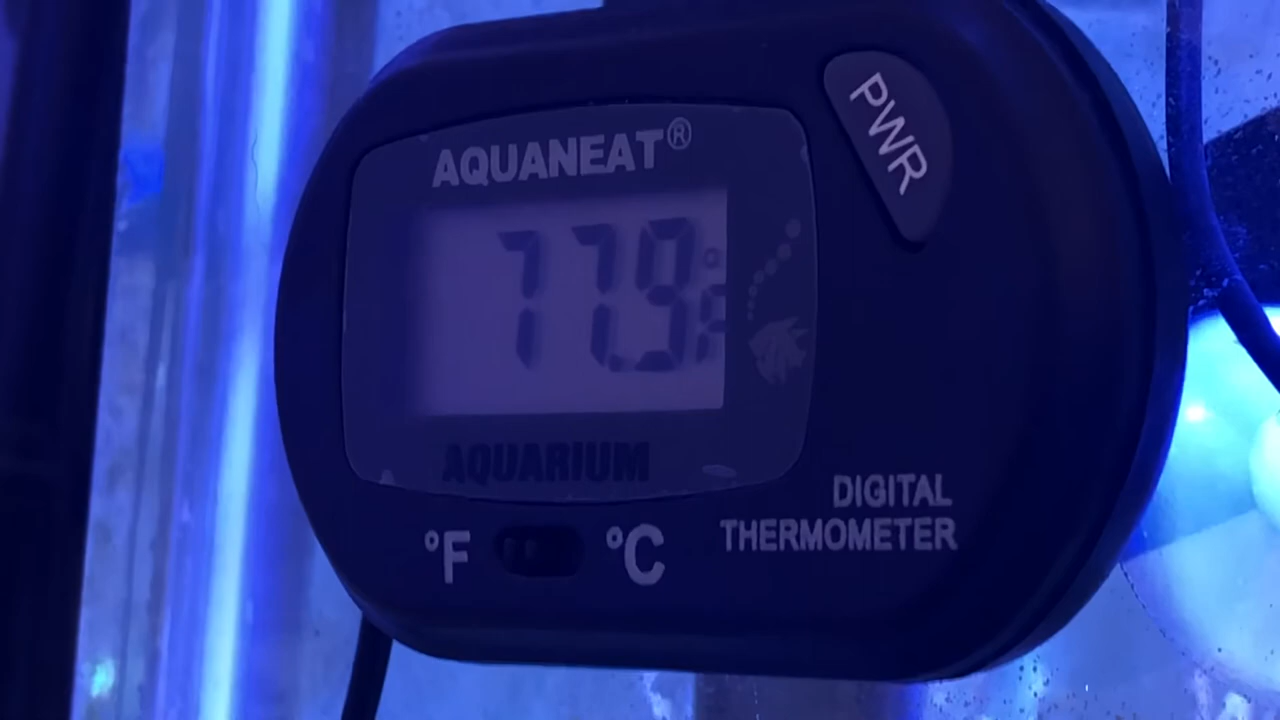 PWR
AQUANEAT®
77.9°F
AQUARIUM
DIGITAL
THERMOMETER
°F °C